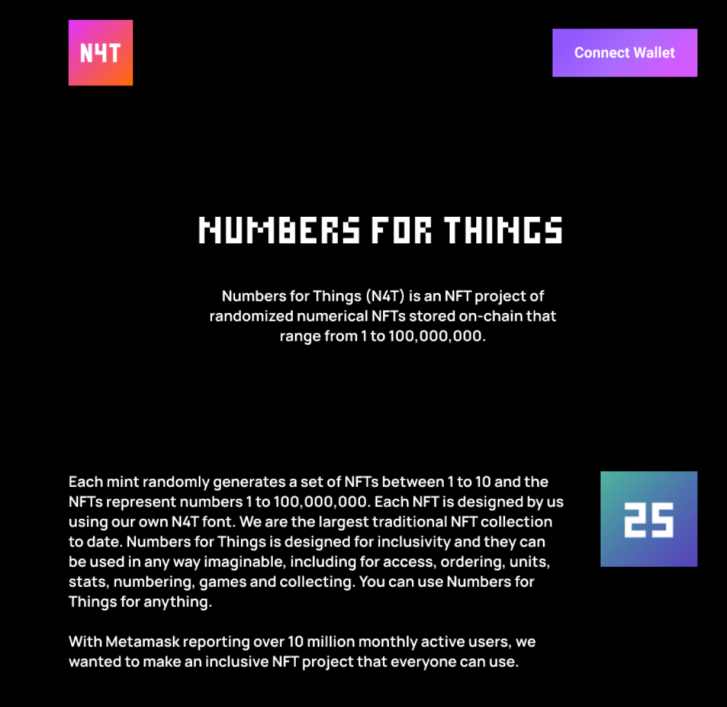 N4T
Connect Wallet
NUMBERS FOR THINGS
Numbers for Things (N4T) is an NFT project of
randomized numerical NFTs stored on-chain that
range from 1 to 100,000,000.
Each mint randomly generates a set of NFTs between 1 to 10 and the
NFTs represent numbers 1 to 100,000,000. Each NFT is designed by us
using our own N4T font. We are the largest traditional NFT collection
to date. Numbers for Things is designed for inclusivity and they can
be used in any way imaginable, including for access, ordering, units,
stats, numbering, games and collecting. You can use Numbers for
Things for anything.
25
With Metamask reporting over 10 million monthly active users, we
wanted to make an inclusive NFT project that everyone can use.